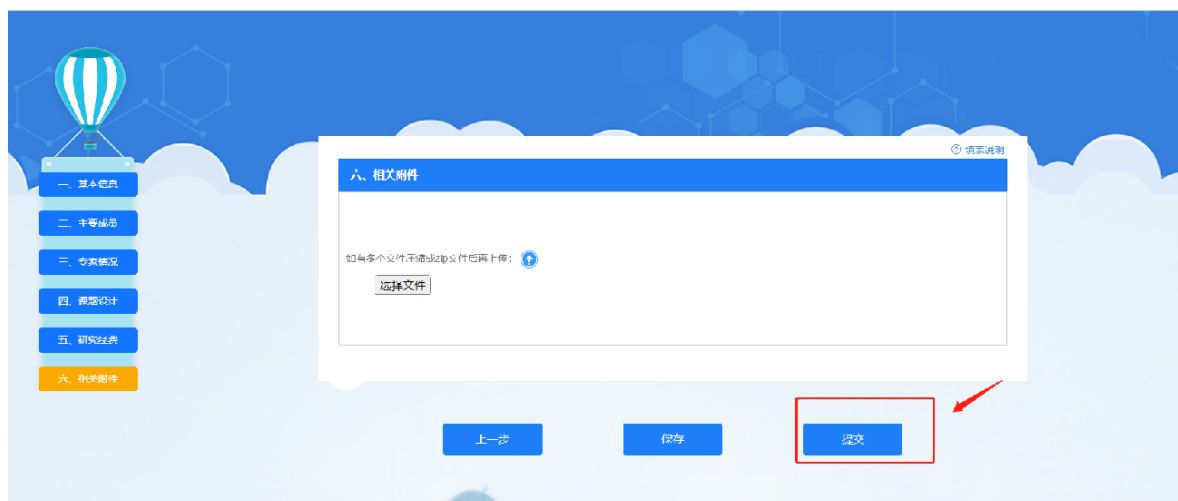 填表说明
六、相关附件
一、基本信息
二、主要成员
三、专家情况
四、课题设计
五、研究经费
六、相关附件
如有多个文件压缩成zip文件后再上传：
选择文件
上一步
保存
提交